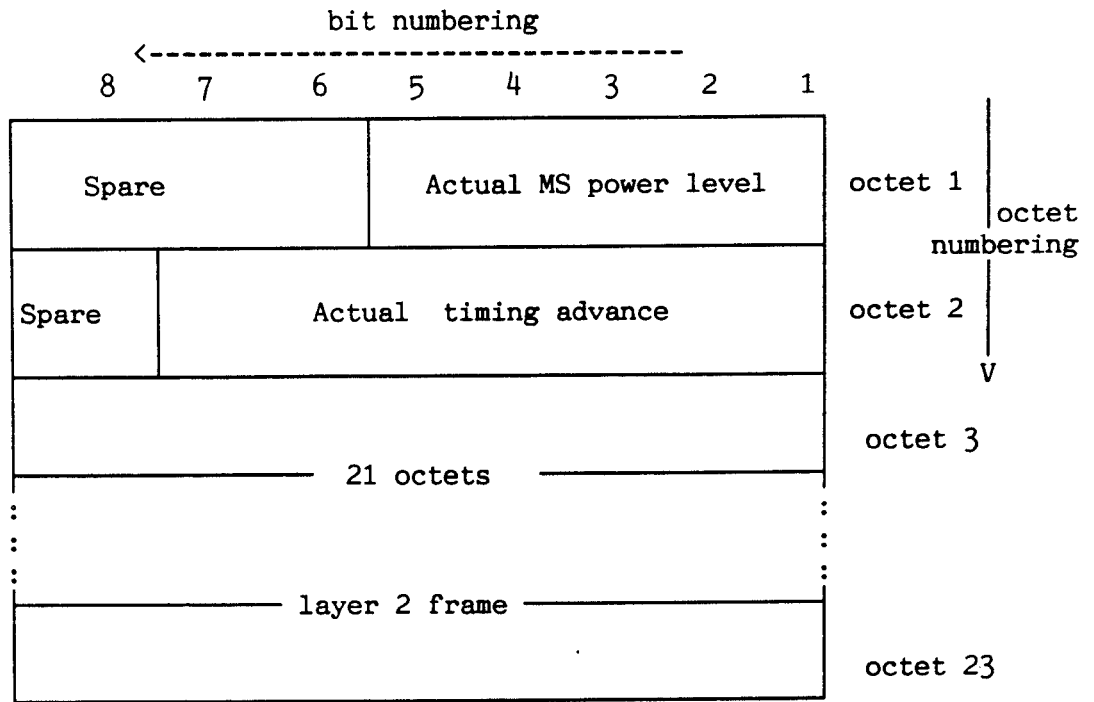 bit numbering
<---------------------------
8 7 6 5 4 3 2 1
Spare Actual MS power level octet 1
octet
numbering
Spare Actual timing advance octet 2
V
octet 3
21 octets
layer 2 frame
octet 23